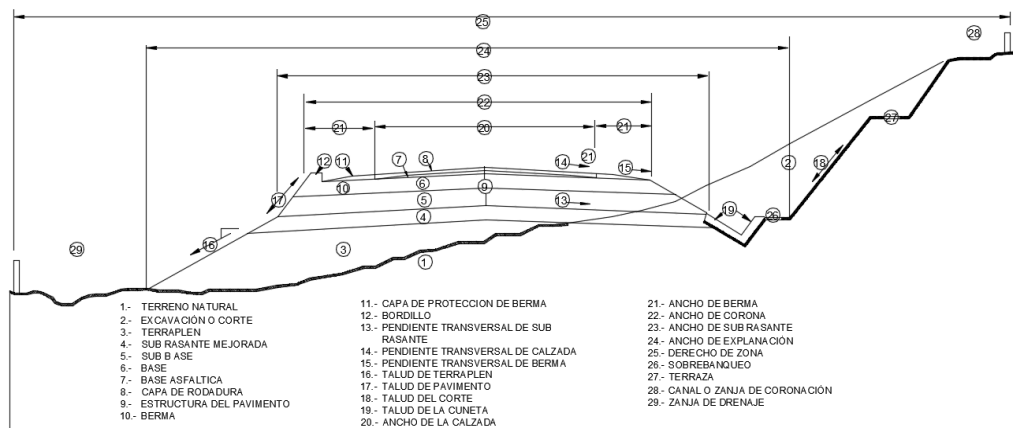 25
28
24
23
22
21
20
21
27
12
11
7
8
14
21
15
2
18
10
6
9
17
5
13
19
26
4
16
29
3
1
1.- TERRENO NATURAL
2.- EXCAVACIÓN O CORTE
3.- TERRAPLEN
4.- SUB RASANTE MEJORADA
5.- SUB BASE
6.- BASE
7.- BASE ASFALTICA
8.- CAPA DE RODADURA
9.- ESTRUCTURA DEL PAVIMENTO
10.- BERMA
11.- CAPA DE PROTECCION DE BERMA
12.- BORDILLO
13.- PENDIENTE TRANSVERSAL DE SUB
RASANTE
14.- PENDIENTE TRANSVERSAL DE CALZADA
15.- PENDIENTE TRANSVERSAL DE BERMA
16.- TALUD DE TERRAPLEN
17.- TALUD DE PAVIMENTO
18.- TALUD DEL CORTE
19.- TALUD DE LA CUNETA
20.- ANCHO DE LA CALZADA
21.- ANCHO DE BERMA
22.- ANCHO DE CORONA
23.- ANCHO DE SUB RASANTE
24.- ANCHO DE EXPLANACIÓN
25.- DERECHO DE ZONA
26.- SOBREBANQUEO
27.- TERRAZA
28.- CANAL O ZANJA DE CORONACIÓN
29.- ZANJA DE DRENAJE